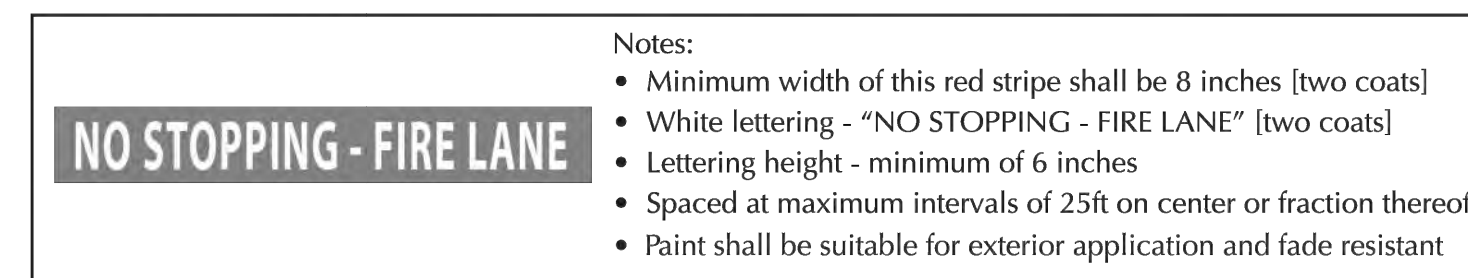 NO STOPPING - FIRE LANE
Notes:
• Minimum width of this red stripe shall be 8 inches [two coats]
• White lettering - “NO STOPPING - FIRE LANE” [two coats]
• Lettering height - minimum of 6 inches
• Spaced at maximum intervals of 25ft on center or fraction thereof
• Paint shall be suitable for exterior application and fade resistant